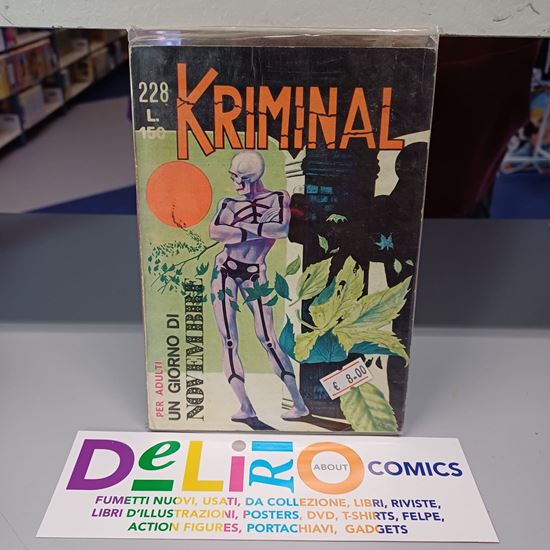 228
L.
150
KRIMINAL
PER ADULTI
UN GIORNO DI
NOVEMBRE
€ 8.00
DeLiRiO ABOUT COMICS
FUMETTI NUOVI, USATI, DA COLLEZIONE, LIBRI, RIVISTE,
LIBRI D'ILLUSTRAZIONI, POSTERS, DVD, T-SHIRTS, FELPE,
ACTION FIGURES, PORTACHIAVI, GADGETS